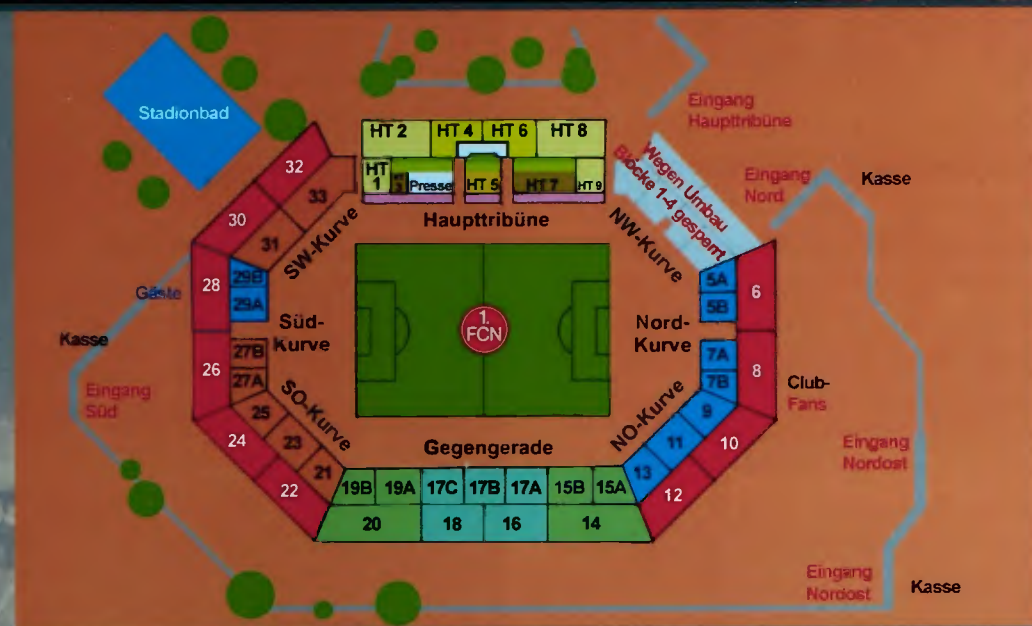 Stadionbad
HT 2
HT 4
HT 6
HT 8
HT
1
Presse
HT 5
HT 7
HT 9
Haupttribüne
Eingang
Haupttribüne
Wegen Umbau
Blöcke 1-4 gesperrt
Eingang
Nord
Kasse
32
33
30
31
SW-Kurve
NW-Kurve
28
29B
29A
Gäste
5A
5B
6
Süd-
Kurve
1.
FCN
Nord-
Kurve
Kasse
27B
27A
26
7A
7B
8
Club-
Fans
Eingang
Süd
25
SO-Kurve
NO-Kurve
9
24
23
21
22
11
10
13
12
Eingang
Nordost
Gegengerade
19B
19A
17C
17B
17A
15B
15A
20
18
16
14
Eingang
Nordost
Kasse